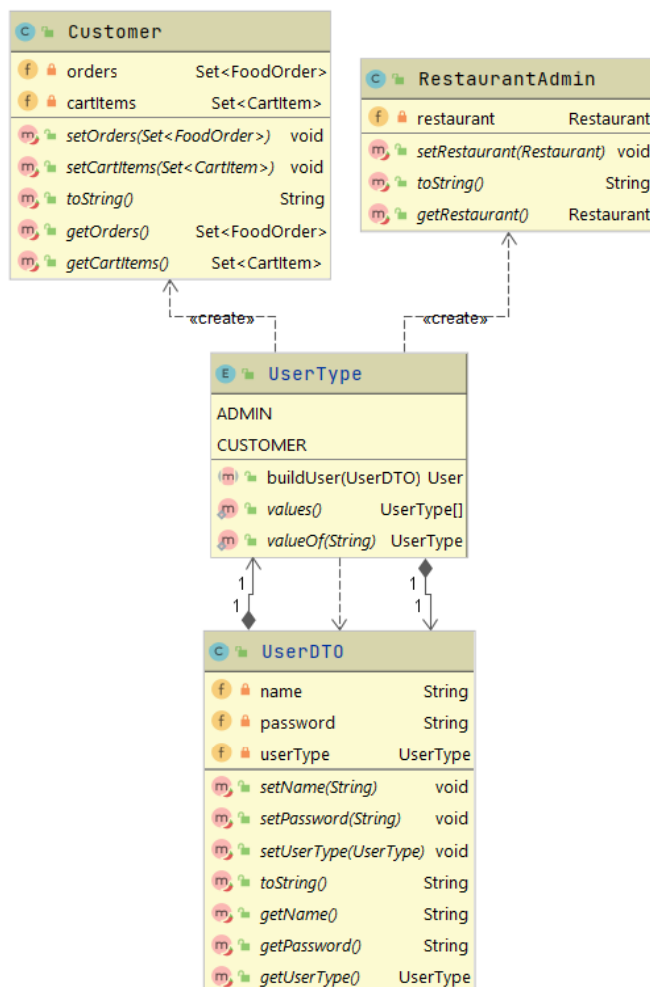 C Customer
f orders Set<FoodOrder>
f cartItems Set<CartItem>
m setOrders(Set<FoodOrder>) void
m setCartItems(Set<CartItem>) void
m toString() String
m getOrders() Set<FoodOrder>
m getCartItems() Set<CartItem>
C RestaurantAdmin
f restaurant Restaurant
m setRestaurant(Restaurant) void
m toString() String
m getRestaurant() Restaurant
«create»
«create»
E UserType
ADMIN
CUSTOMER
(m) buildUser(UserDTO) User
m values() UserType[]
m valueOf(String) UserType
1
1
1
1
C UserDTO
f name String
f password String
f userType UserType
m setName(String) void
m setPassword(String) void
m setUserType(UserType) void
m toString() String
m getName() String
m getPassword() String
m getUserType() UserType